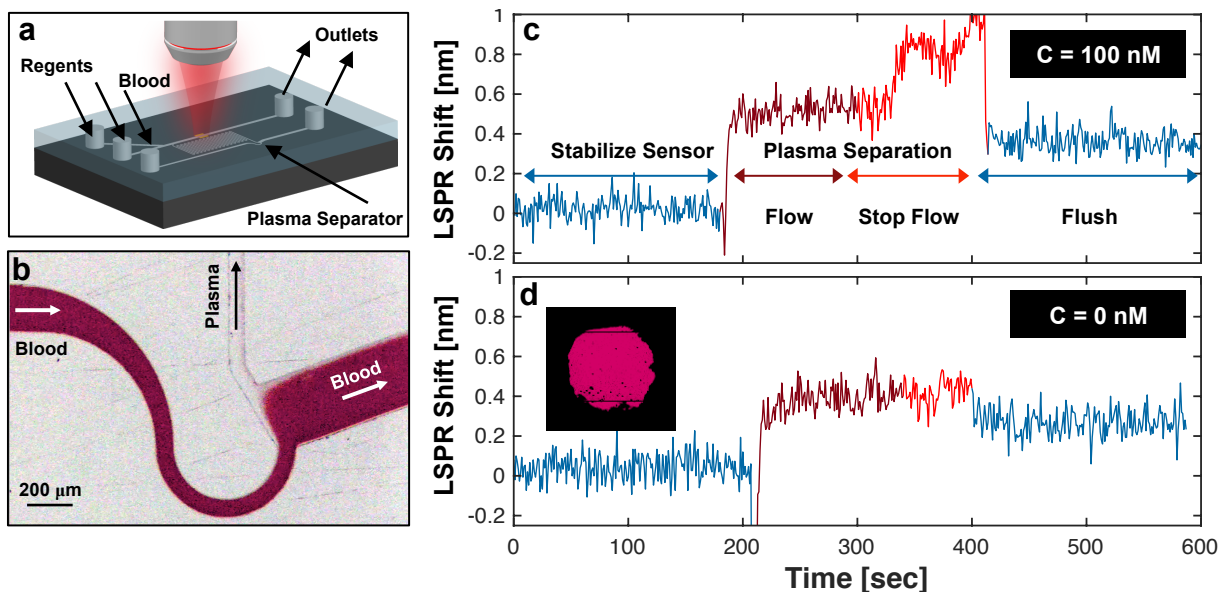 a
Outlets
Regents
Blood
Plasma Separator
b
Plasma
Blood
Blood
200 μm
c
C = 100 nM
LSPR Shift [nm]
1
0.8
0.6
0.4
0.2
0
-0.2
Stabilize Sensor
Plasma Separation
Flow
Stop Flow
Flush
d
C = 0 nM
LSPR Shift [nm]
1
0.8
0.6
0.4
0.2
0
-0.2
0 100 200 300 400 500 600
Time [sec]